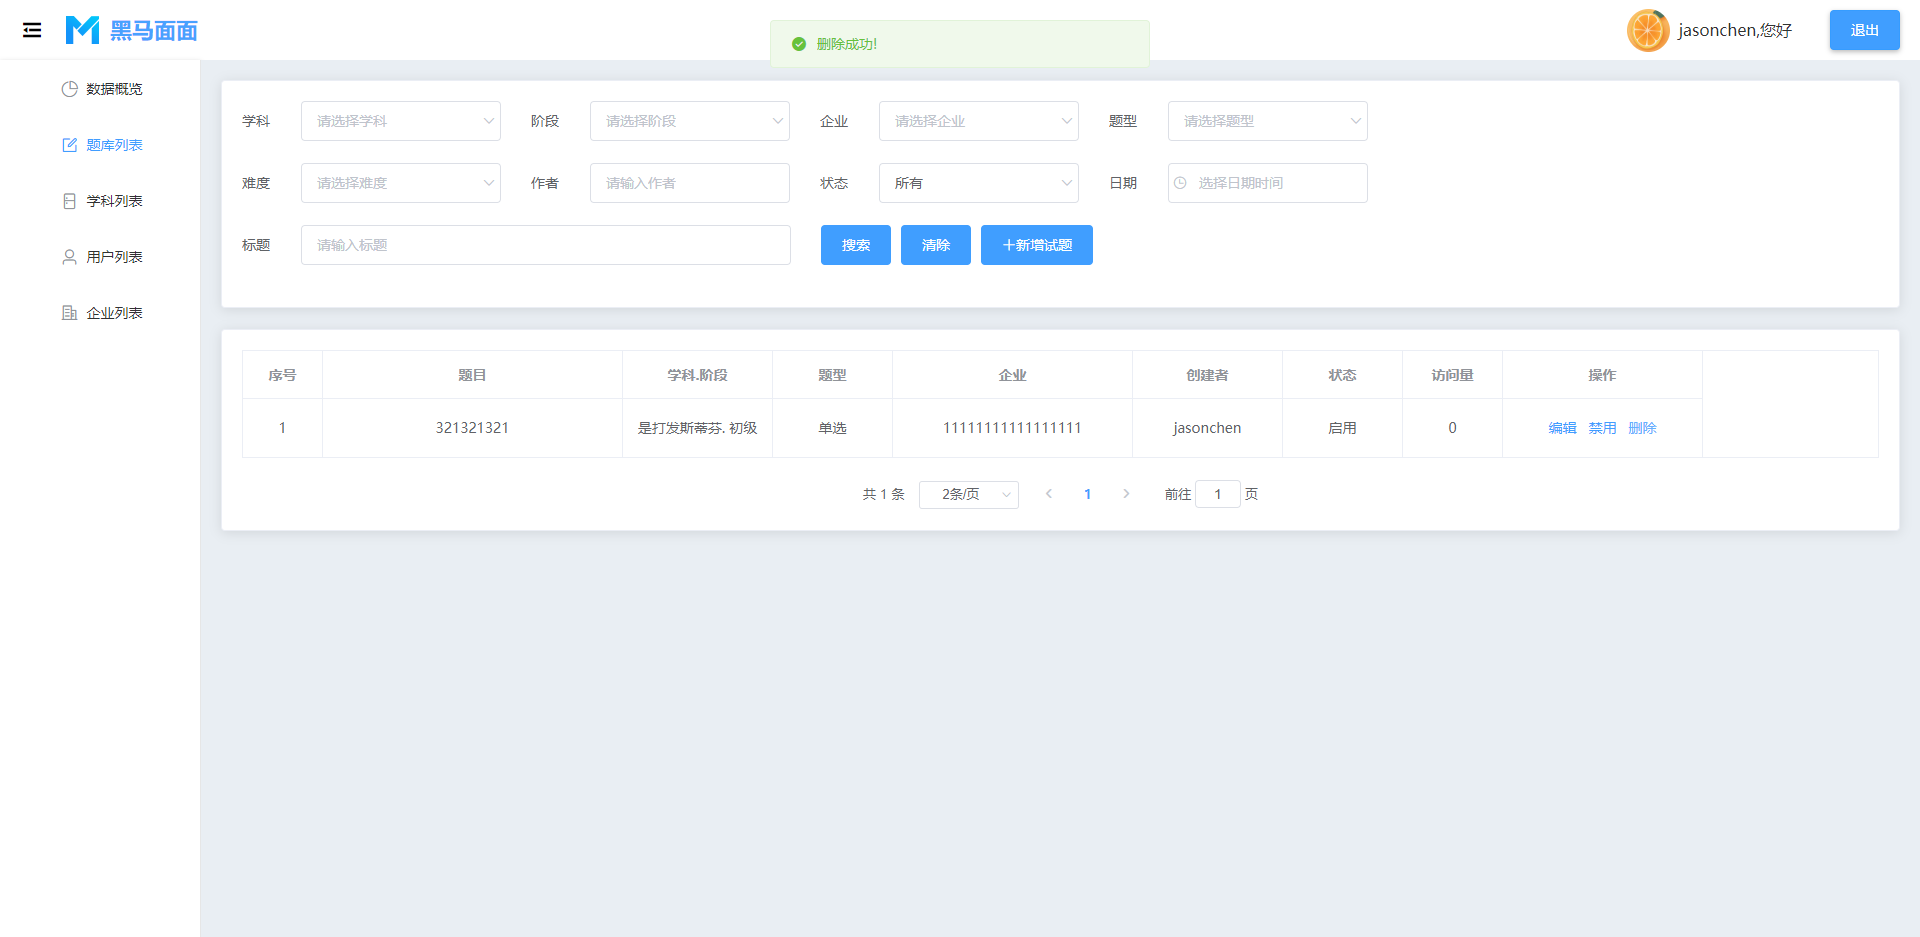 黑马面面
删除成功!
jasonchen,您好
退出
数据概览
题库列表
学科列表
用户列表
企业列表
学科 请选择学科 阶段 请选择阶段 企业 请选择企业 题型 请选择题型
难度 请选择难度 作者 请输入作者 状态 所有 日期 选择日期时间
标题 请输入标题 搜索 清除 +新增试题
序号 题目 学科.阶段 题型 企业 创建者 状态 访问量 操作
1 321321321 是打发斯蒂芬. 初级 单选 11111111111111111 jasonchen 启用 0 编辑 禁用 删除
共 1 条 2条/页 1 前往 1 页